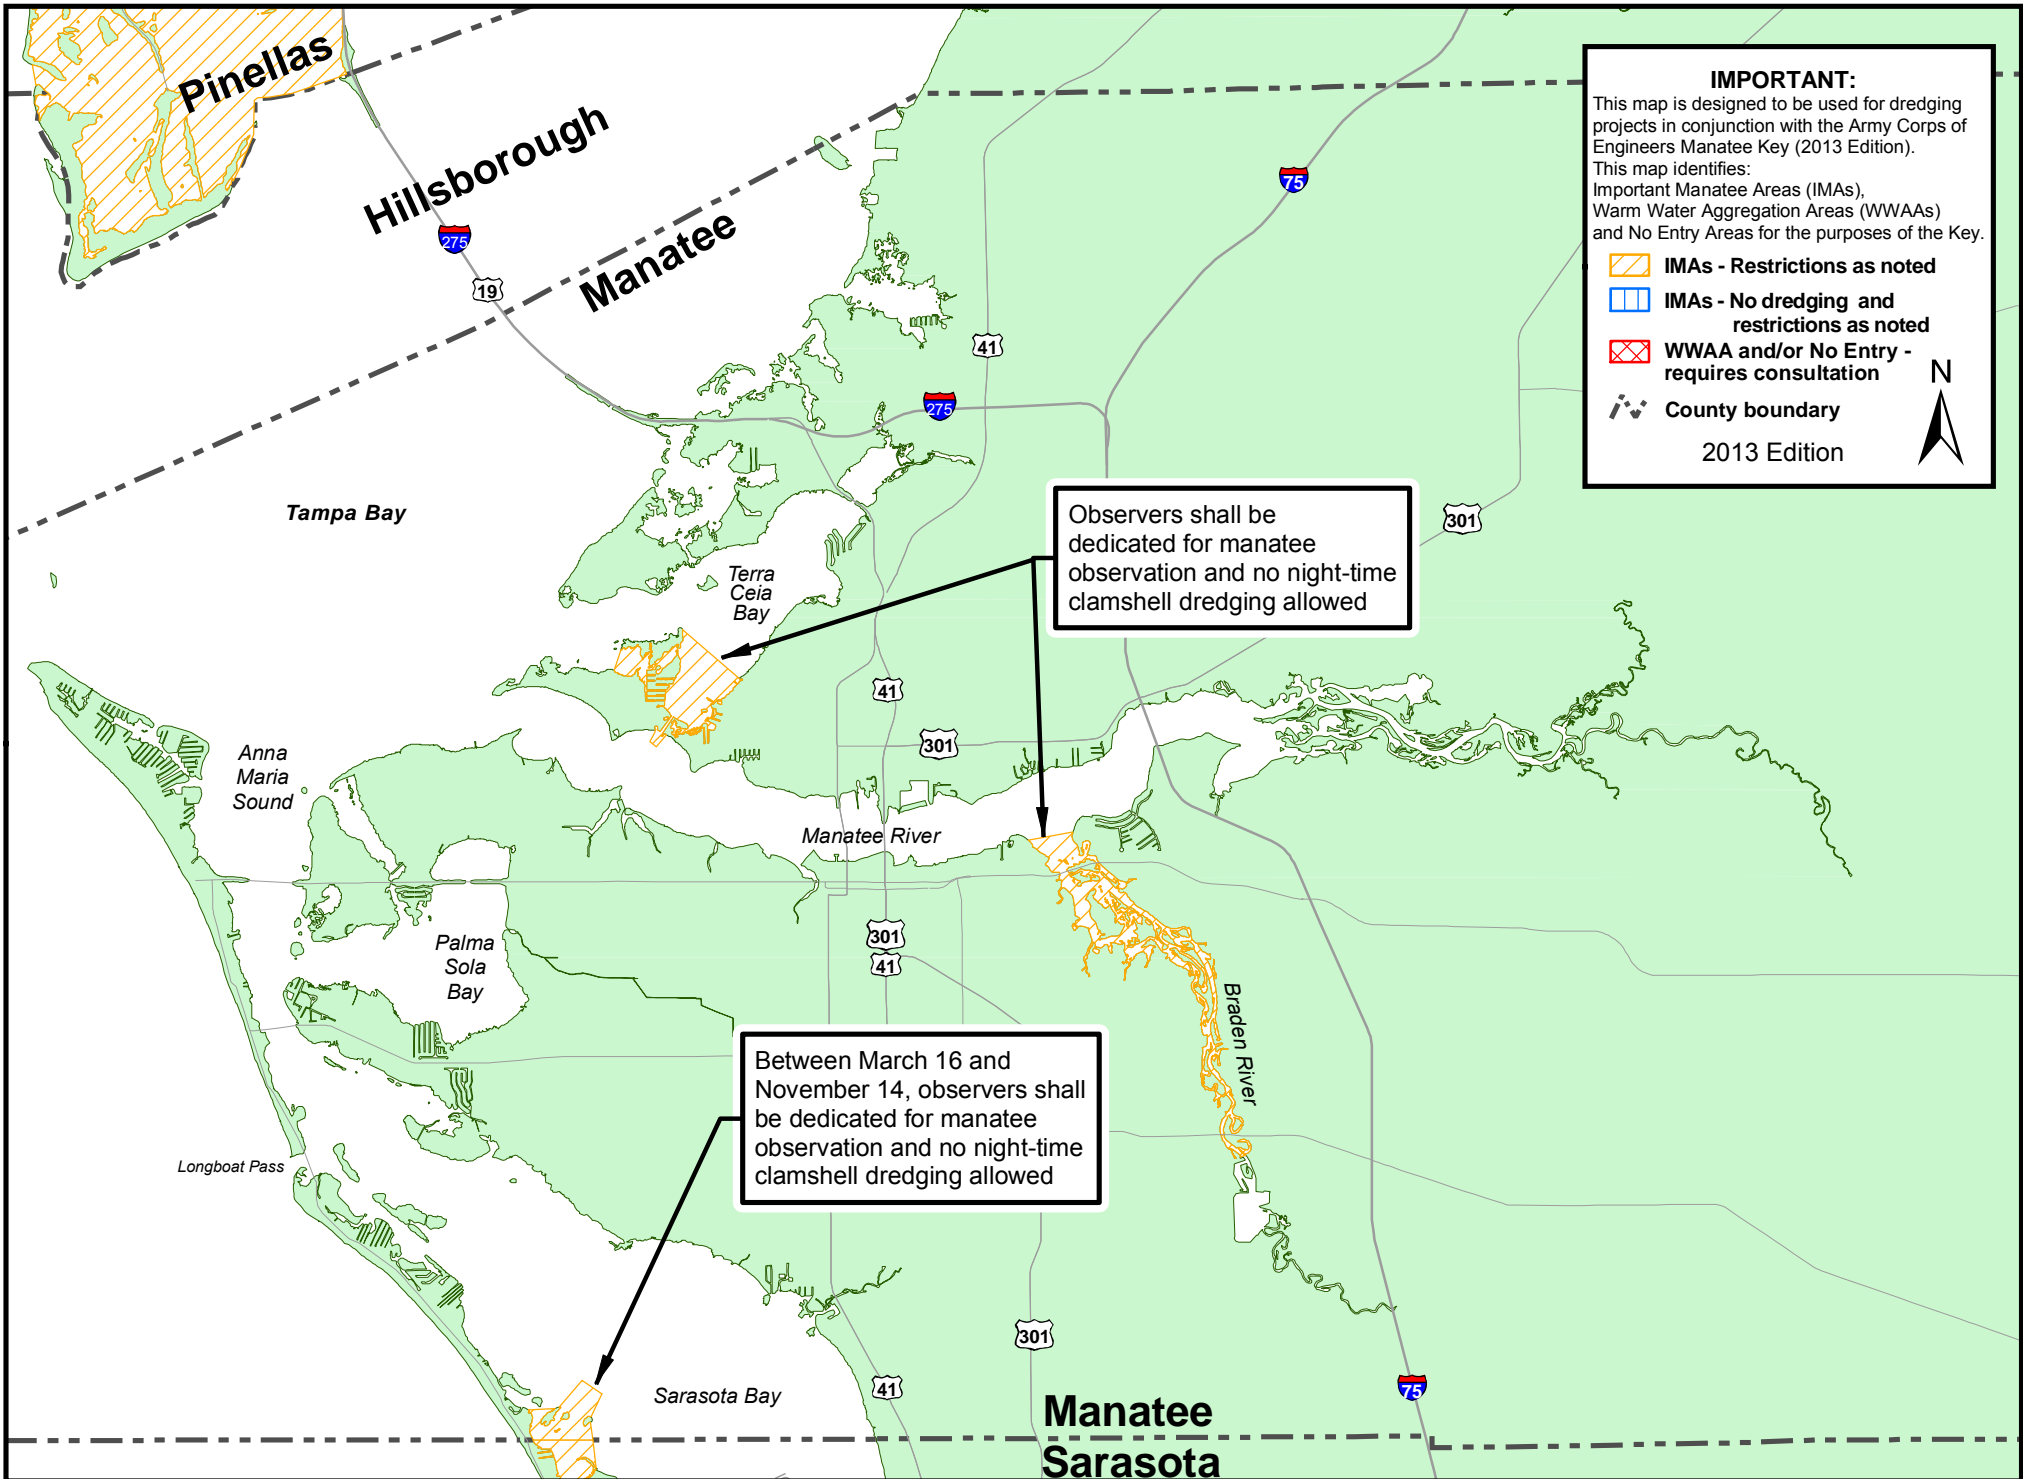 Pinellas
Hillsborough
Manatee
275
19
75
41
275
301
IMPORTANT:
This map is designed to be used for dredging
projects in conjunction with the Army Corps of
Engineers Manatee Key (2013 Edition).
This map identifies:
Important Manatee Areas (IMAs),
Warm Water Aggregation Areas (WWAAs)
and No Entry Areas for the purposes of the Key.
IMAs - Restrictions as noted
IMAs - No dredging and
restrictions as noted
WWAA and/or No Entry -
requires consultation
County boundary
2013 Edition
N
Tampa Bay
Terra
Ceia
Bay
Observers shall be
dedicated for manatee
observation and no night-time
clamshell dredging allowed
41
301
Anna
Maria
Sound
Manatee River
Palma
Sola
Bay
301
41
Braden River
Between March 16 and
November 14, observers shall
be dedicated for manatee
observation and no night-time
clamshell dredging allowed
Longboat Pass
Sarasota Bay
41
301
75
Manatee
Sarasota